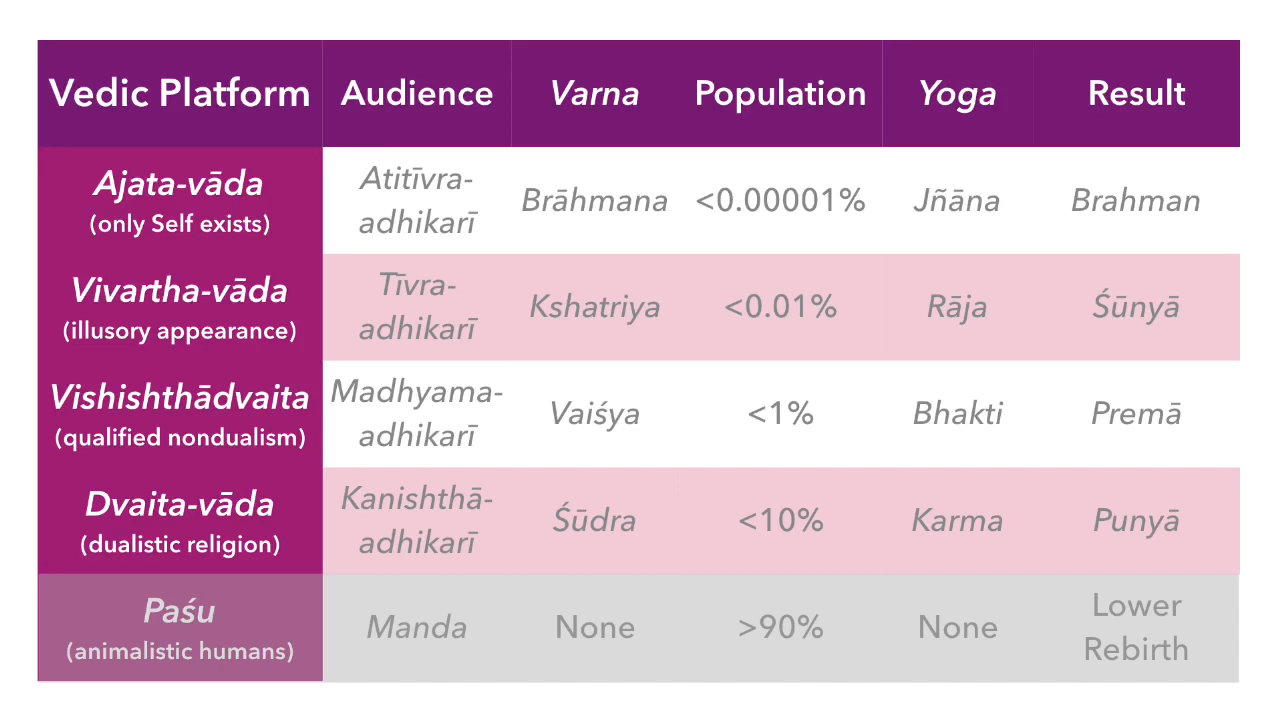 Vedic Platform Audience Varna Population Yoga Result
Ajata-vāda
(only Self exists)
Atitīvra-
adhikarī
Brāhmana <0.00001% Jñāna Brahman
Vivartha-vāda
(illusory appearance)
Tīvra-
adhikarī
Kshatriya <0.01% Rāja Śūnyā
Vishishthādvaita
(qualified nondualism)
Madhyama-
adhikarī
Vaiśya <1% Bhakti Premā
Dvaita-vāda
(dualistic religion)
Kanishthā-
adhikarī
Śūdra <10% Karma Punyā
Paśu
(animalistic humans)
Manda None >90% None
Lower
Rebirth